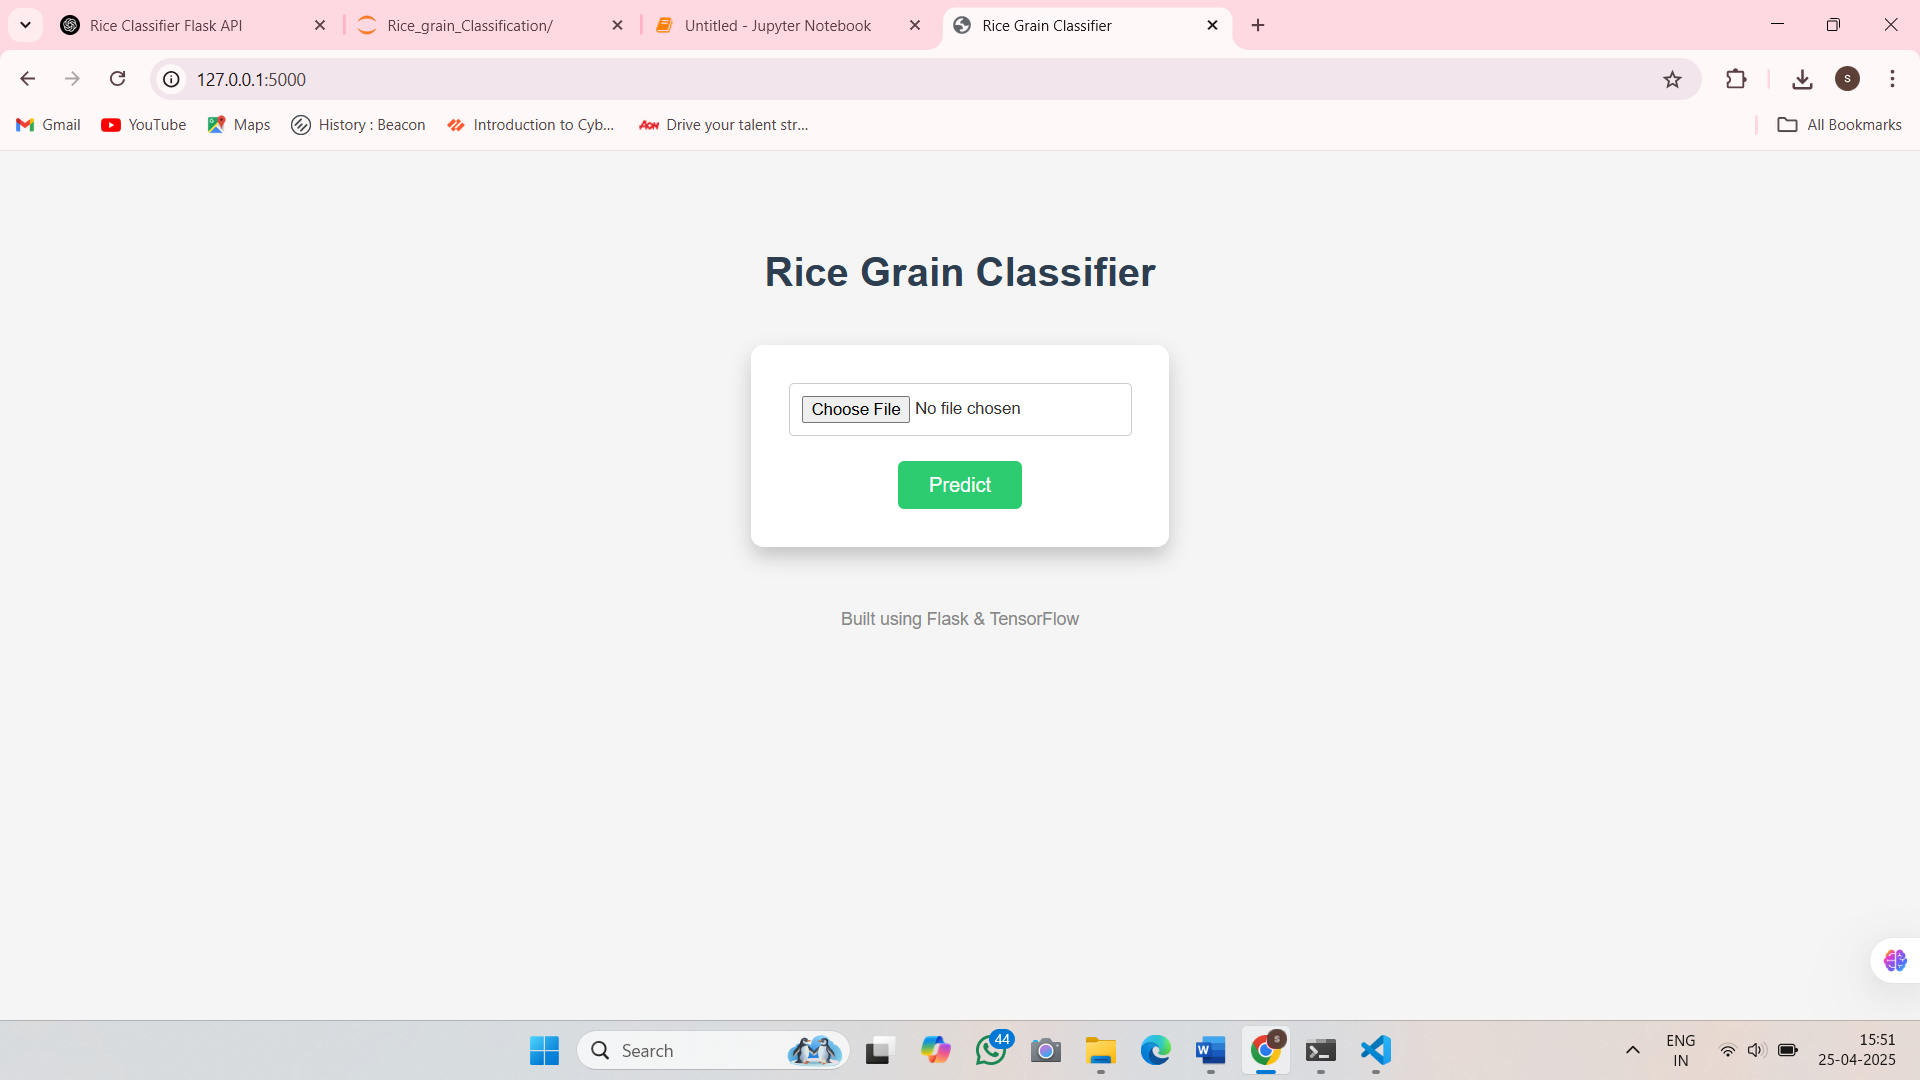 Rice Classifier Flask API
Rice_grain_Classification/
Untitled - Jupyter Notebook
Rice Grain Classifier
127.0.0.1:5000
S
Gmail
YouTube
Maps
History : Beacon
Introduction to Cyb...
AON
Drive your talent str...
All Bookmarks
Rice Grain Classifier
Choose File No file chosen
Predict
Built using Flask & TensorFlow
Search
44
W
S
ENG
IN
15:51
25-04-2025